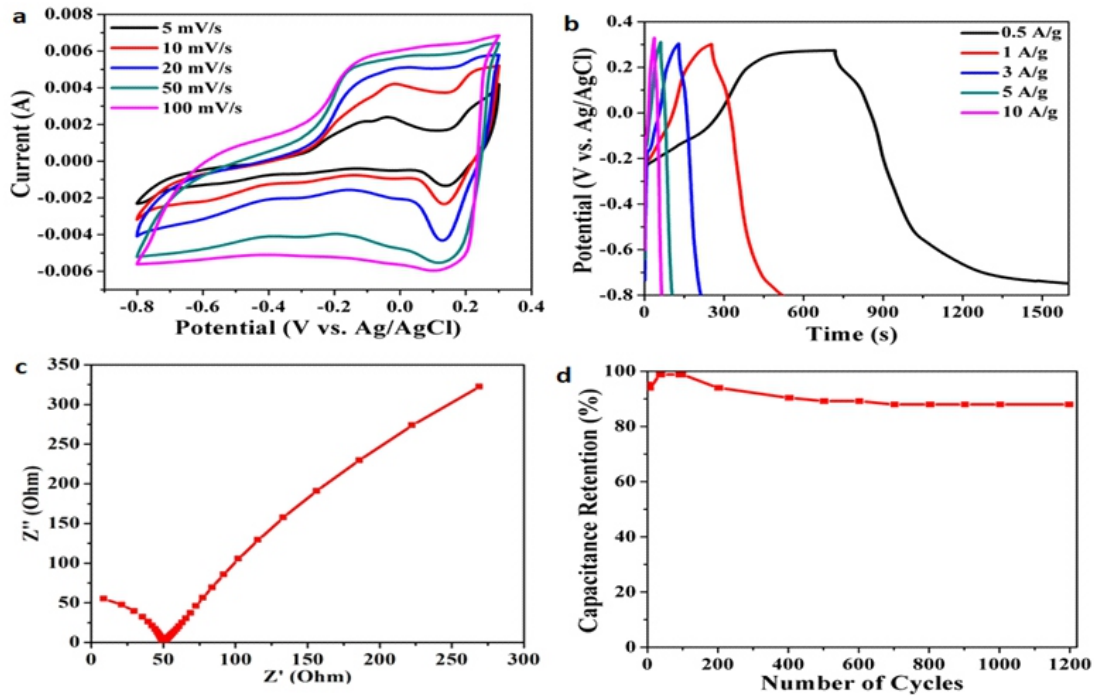 a
5 mV/s
10 mV/s
20 mV/s
50 mV/s
100 mV/s
0.008
0.006
0.004
0.002
0.000
-0.002
-0.004
-0.006
Current (A)
-0.8 -0.6 -0.4 -0.2 0.0 0.2 0.4
Potential (V vs. Ag/AgCl)
b
0.5 A/g
1 A/g
3 A/g
5 A/g
10 A/g
0.4
0.2
0.0
-0.2
-0.4
-0.6
-0.8
Potential (V vs. Ag/AgCl)
0 300 600 900 1200 1500
Time (s)
c
350
300
250
200
150
100
50
0
Z'' (Ohm)
0 50 100 150 200 250 300
Z' (Ohm)
d
100
80
60
40
20
0
Capacitance Retention (%)
0 200 400 600 800 1000 1200
Number of Cycles